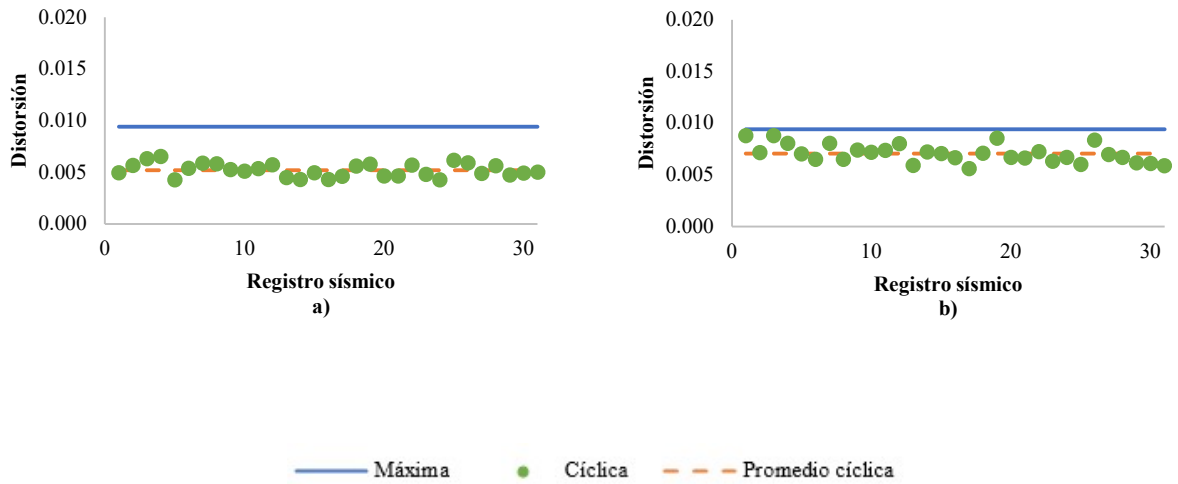 0.020
0.015
0.010
0.005
0.000
Distorsión
0
10
20
30
Registro sísmico
a)
0.020
0.015
0.010
0.005
0.000
Distorsión
0
10
20
30
Registro sísmico
b)
Máxima
Cíclica
Promedio cíclica